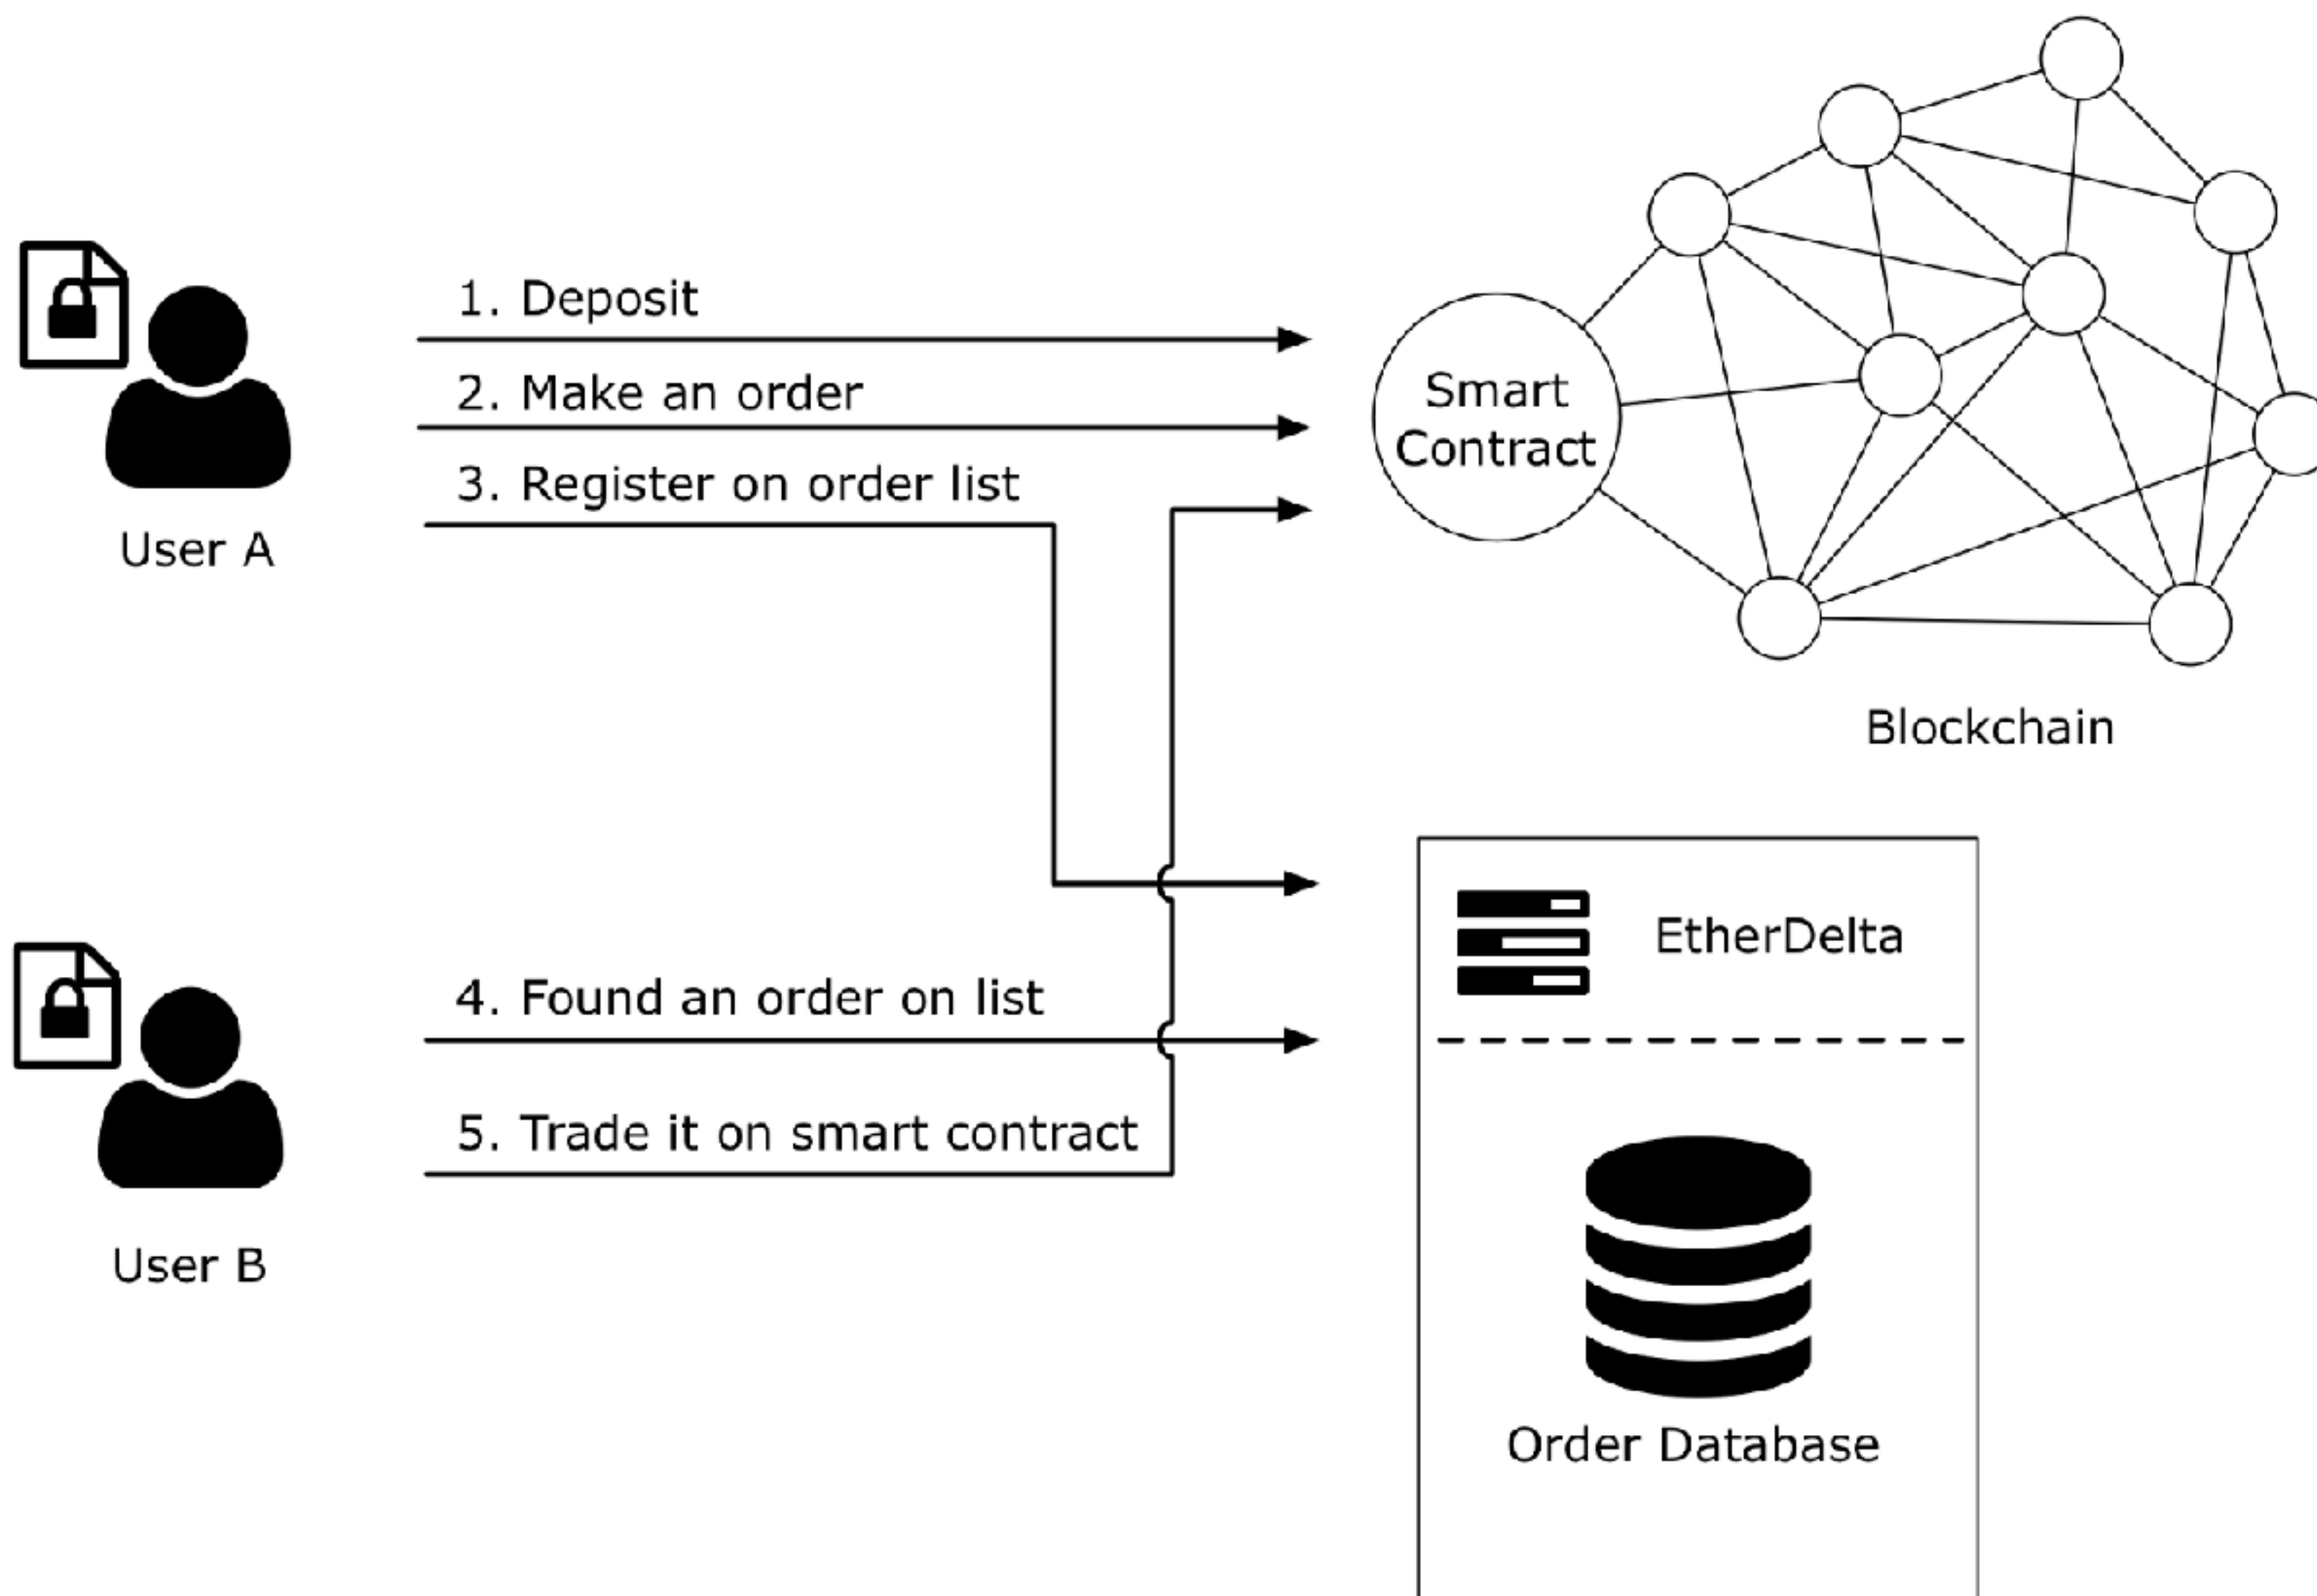 1. Deposit
2. Make an order
3. Register on order list
User A
Smart
Contract
Blockchain
4. Found an order on list
5. Trade it on smart contract
User B
EtherDelta
Order Database